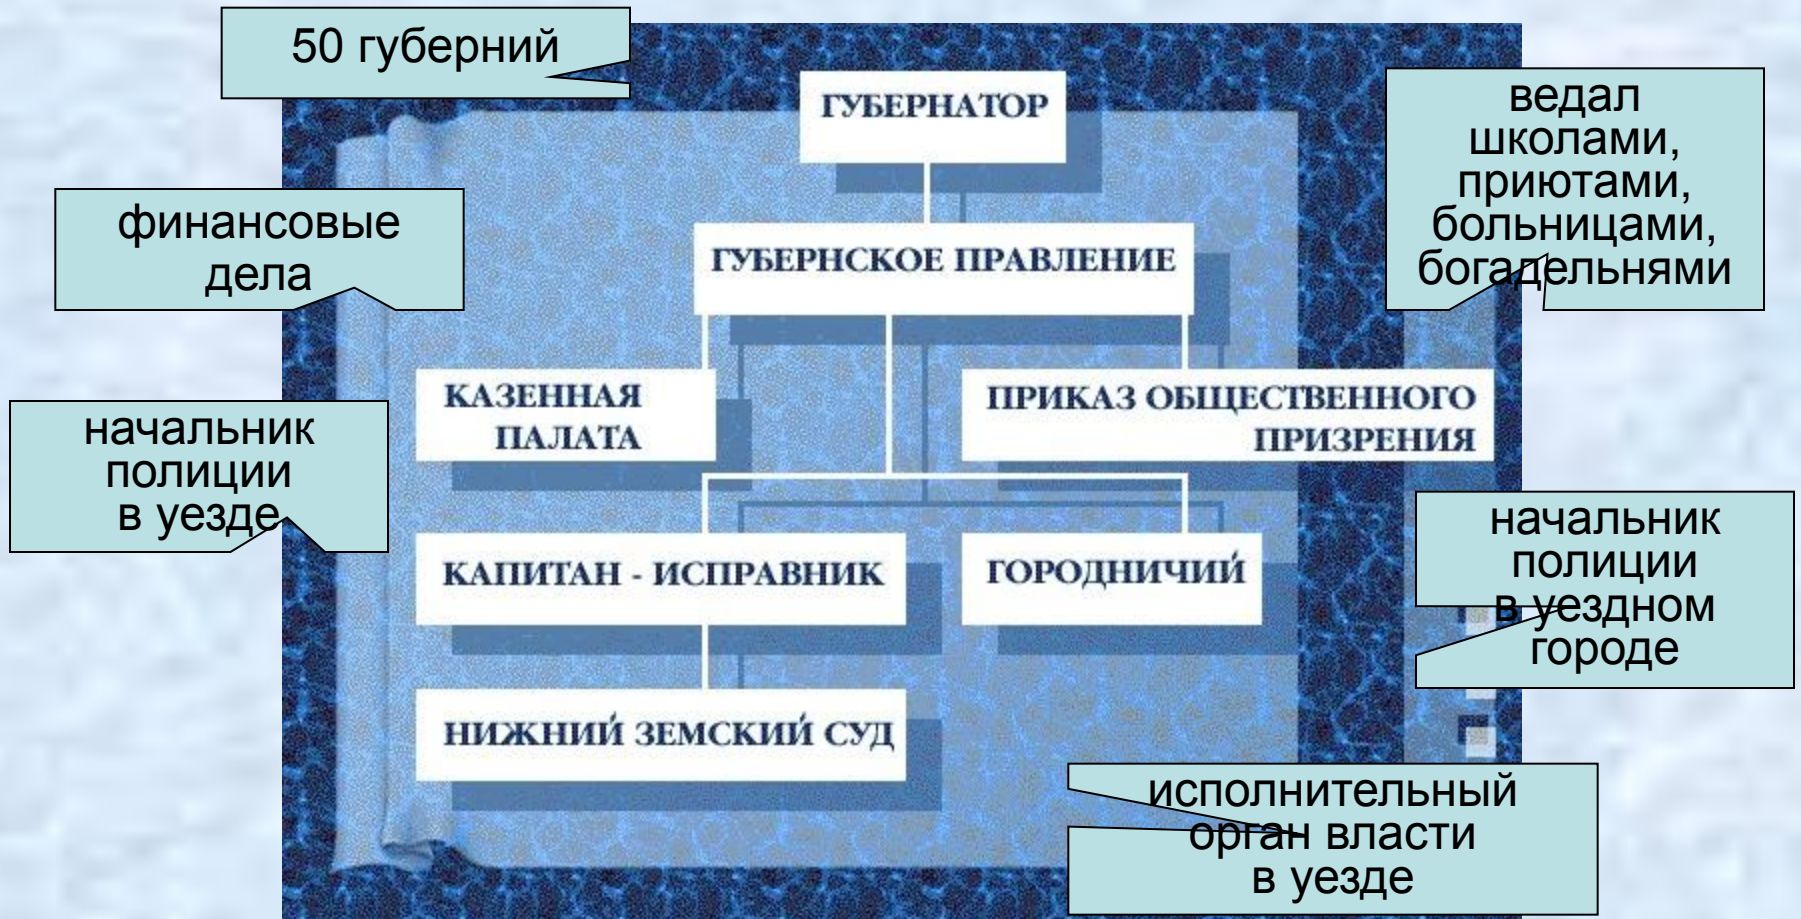 50 губерний
ГУБЕРНАТОР
ведал
школами,
приютами,
больницами,
богадельнями
финансовые
дела
ГУБЕРНСКОЕ ПРАВЛЕНИЕ
КАЗЕННАЯ
ПАЛАТА
ПРИКАЗ ОБЩЕСТВЕННОГО
ПРИЗРЕНИЯ
начальник
полиции
в уезде
КАПИТАН - ИСПРАВНИК
ГОРОДНИЧИЙ
начальник
полиции
в уездном
городе
НИЖНИЙ ЗЕМСКИЙ СУД
исполнительный
орган власти
в уезде